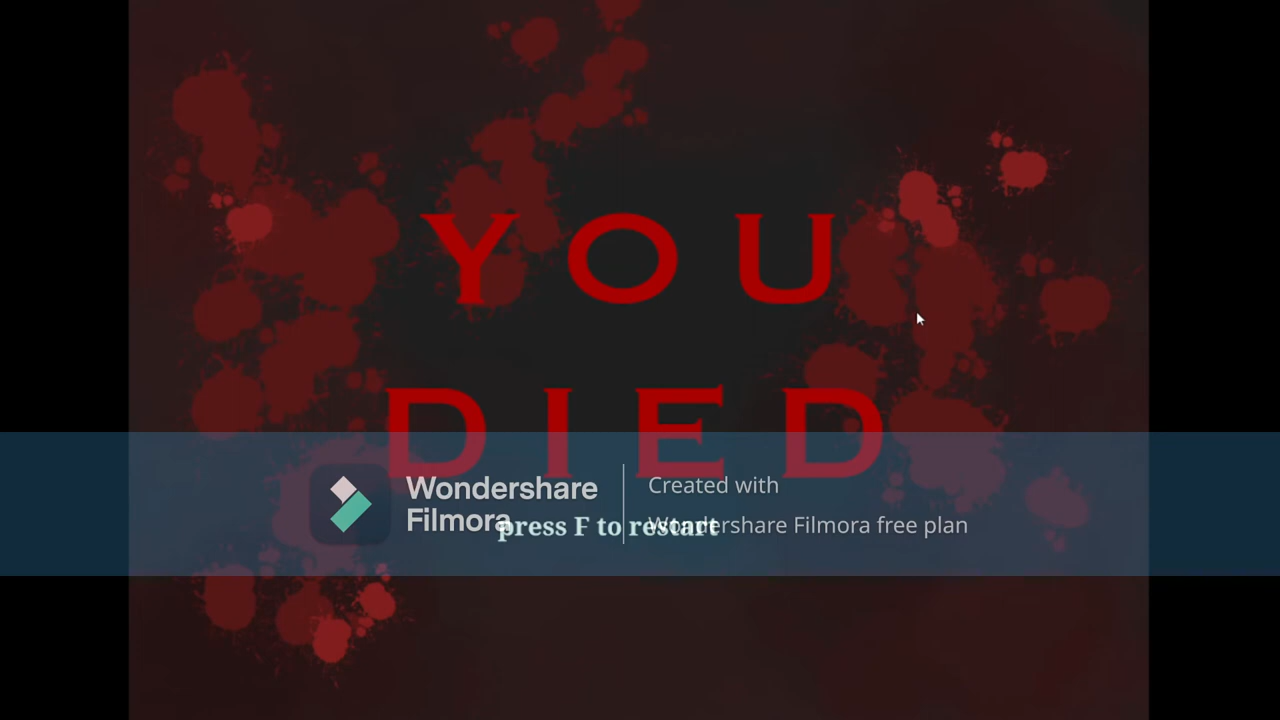 YOU
DIED
Wondershare
Filmora
Created with
Wondershare Filmora free plan
press F to restart